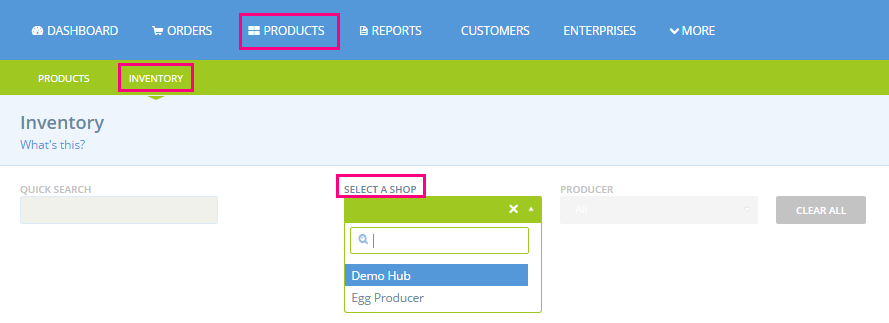 DASHBOARD ORDERS PRODUCTS REPORTS CUSTOMERS ENTERPRISES MORE
PRODUCTS INVENTORY
Inventory
What's this?
QUICK SEARCH SELECT A SHOP PRODUCER
All CLEAR ALL
Demo Hub
Egg Producer